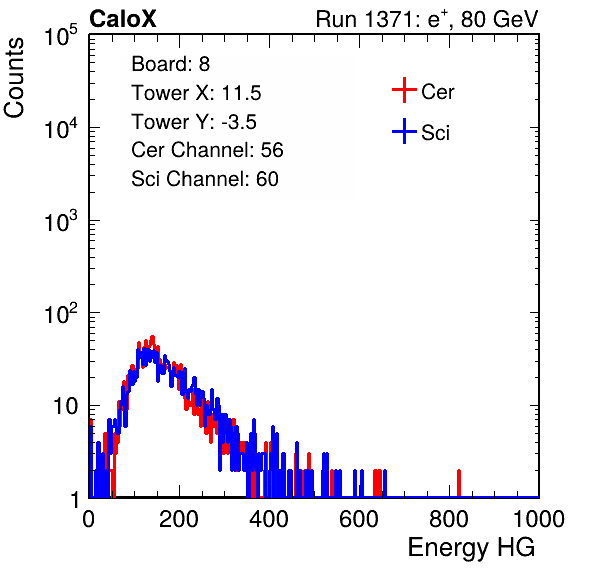 CaloX Run 1371: e⁺, 80 GeV
Counts
Board: 8
Tower X: 11.5
Tower Y: -3.5
Cer Channel: 56
Sci Channel: 60
Cer
Sci
10⁵
10⁴
10³
10²
10
1
0 200 400 600 800 1000
Energy HG